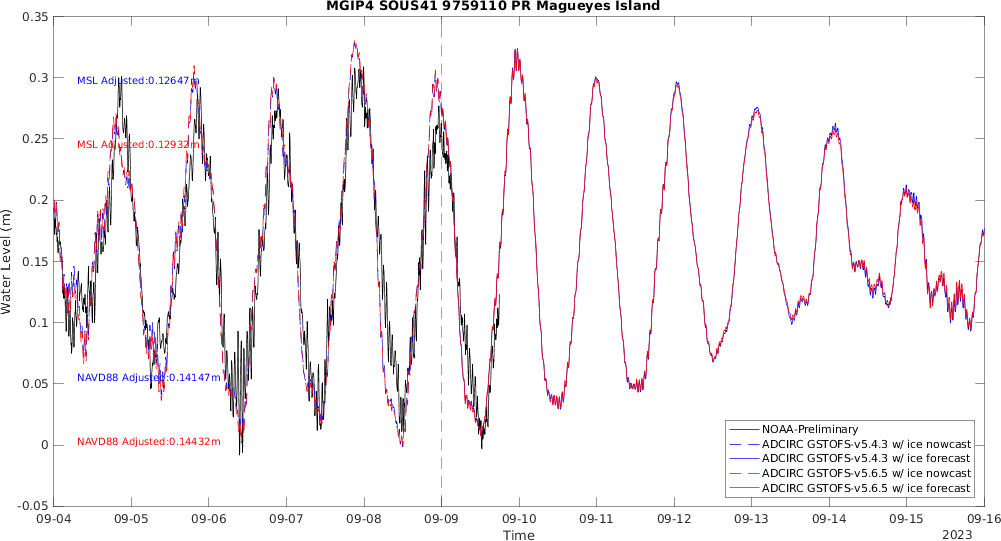 MGIP4 SOUS41 9759110 PR Magueyes Island
0.35
0.3
0.25
0.2
0.15
0.1
0.05
0
-0.05
Water Level (m)
MSL Adjusted:0.12647m
MSL Adjusted:0.12932m
NAVD88 Adjusted:0.14147m
NAVD88 Adjusted:0.14432m
NOAA-Preliminary
ADCIRC GSTOFS-v5.4.3 w/ ice nowcast
ADCIRC GSTOFS-v5.4.3 w/ ice forecast
ADCIRC GSTOFS-v5.6.5 w/ ice nowcast
ADCIRC GSTOFS-v5.6.5 w/ ice forecast
09-04 09-05 09-06 09-07 09-08 09-09 09-10 09-11 09-12 09-13 09-14 09-15 09-16
Time 2023